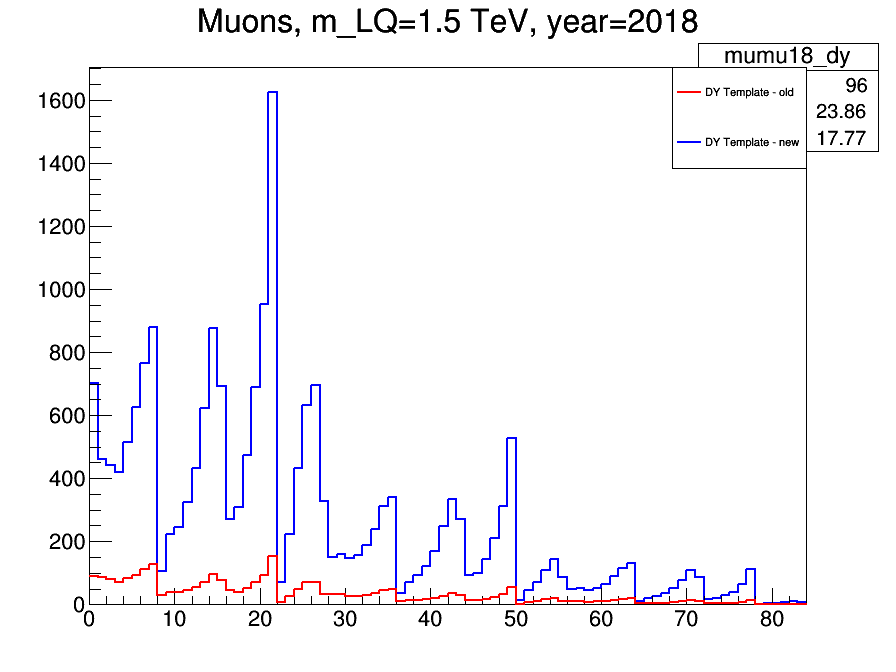 Muons, m_LQ=1.5 TeV, year=2018
mumu18_dy
96
23.86
17.77
DY Template - old
DY Template - new
1600
1400
1200
1000
800
600
400
200
0
0 10 20 30 40 50 60 70 80